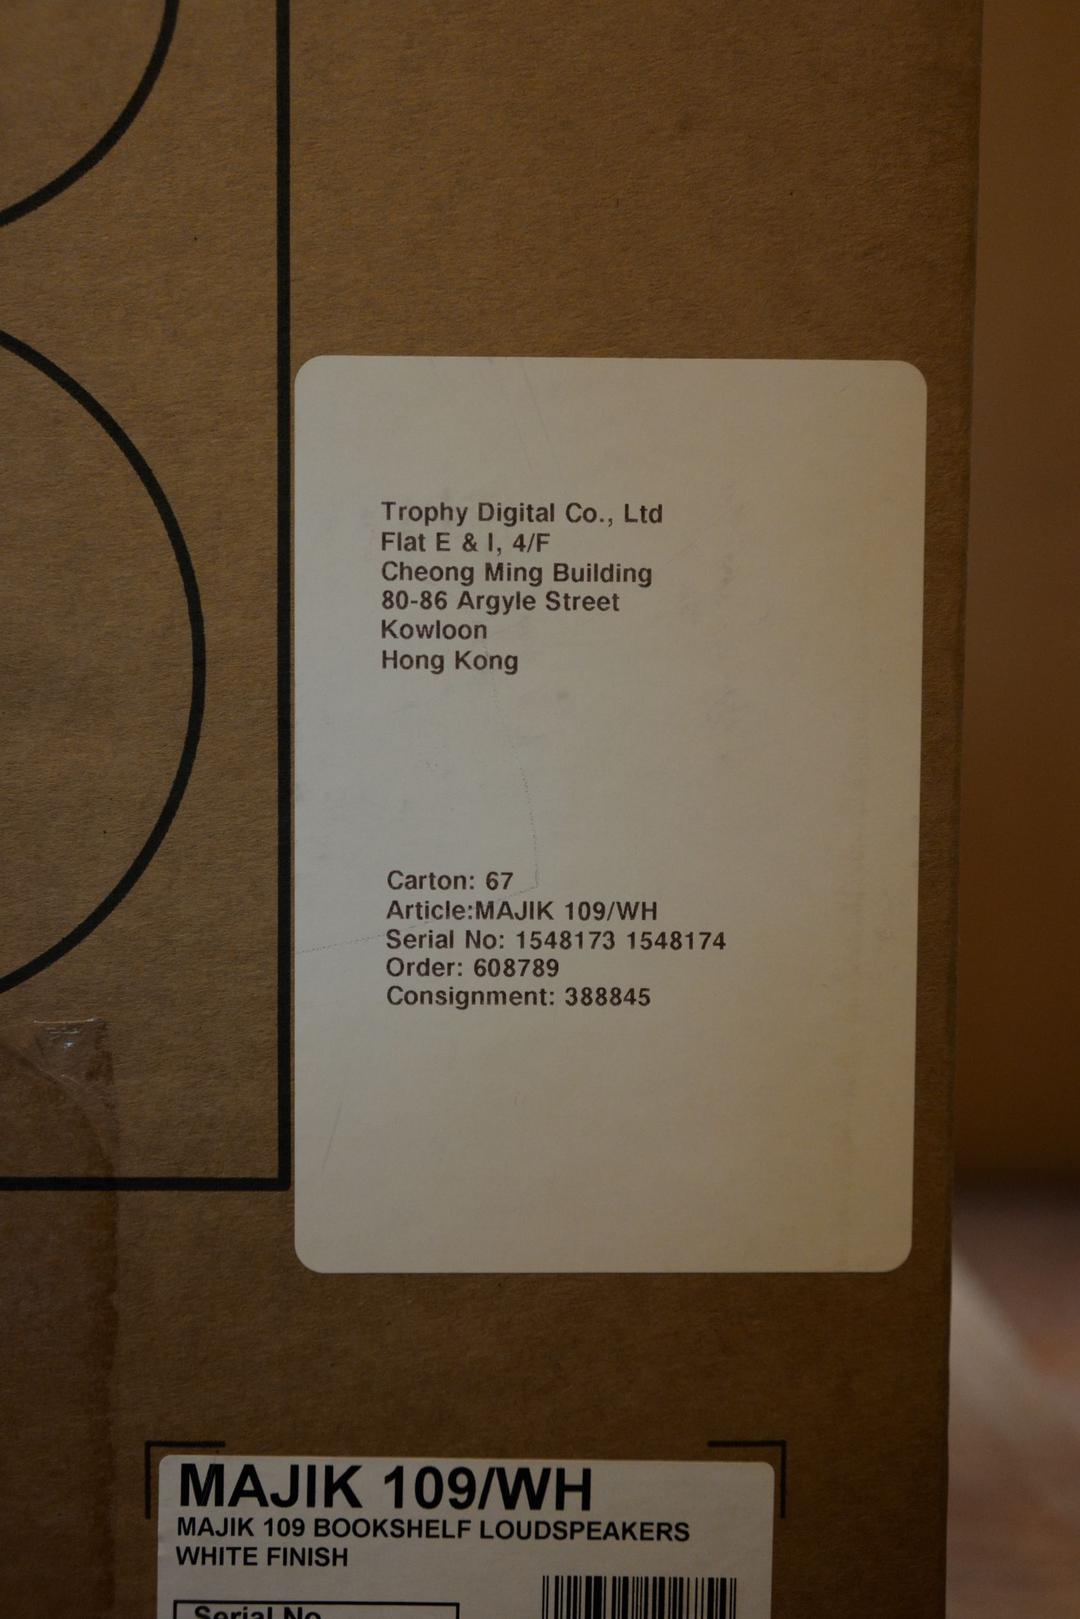 Trophy Digital Co., Ltd
Flat E & I, 4/F
Cheong Ming Building
80-86 Argyle Street
Kowloon
Hong Kong
Carton: 67
Article:MAJIK 109/WH
Serial No: 1548173 1548174
Order: 608789
Consignment: 388845
MAJIK 109/WH
MAJIK 109 BOOKSHELF LOUDSPEAKERS
WHITE FINISH
Serial No